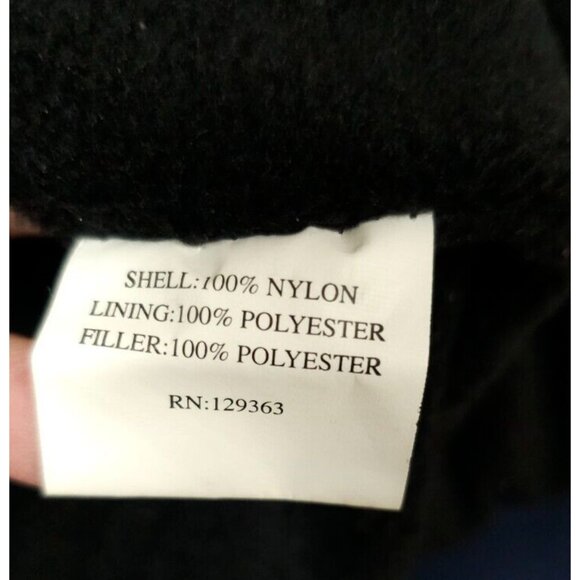 SHELL:100% NYLON
LINING:100% POLYESTER
FILLER:100% POLYESTER
RN:129363